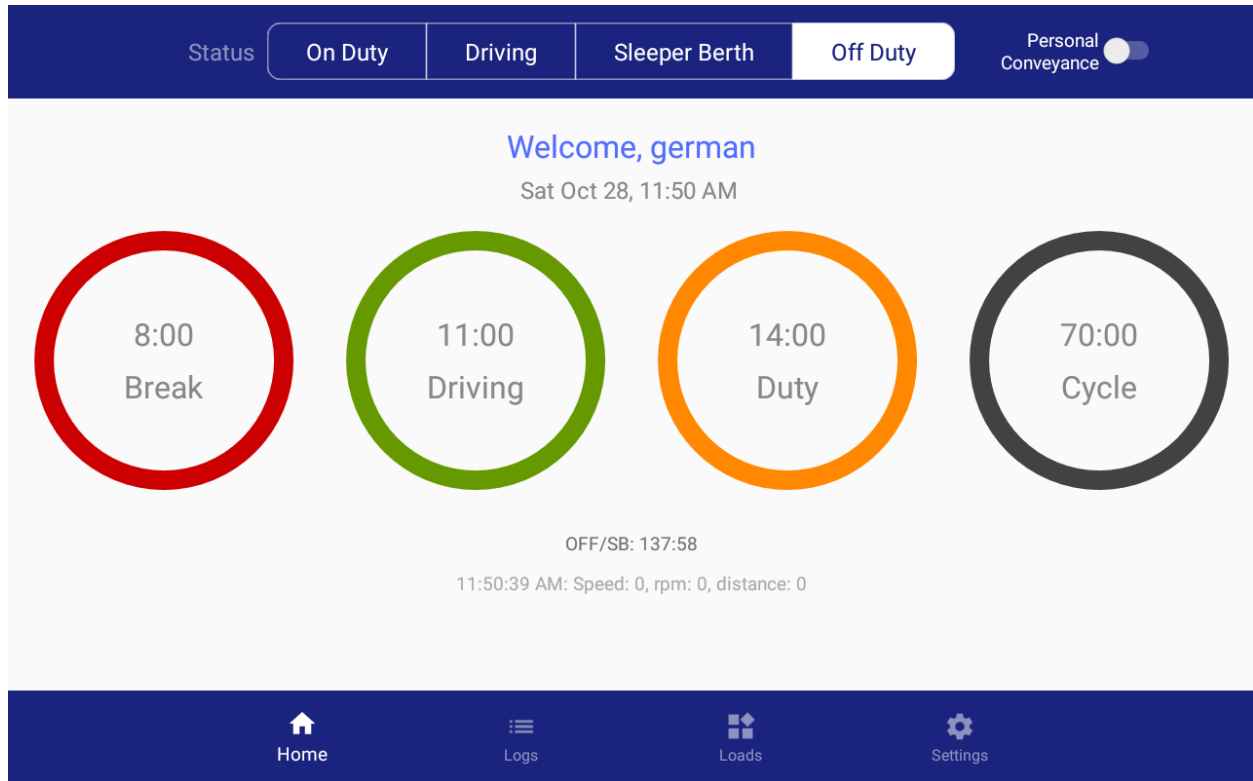 Status On Duty Driving Sleeper Berth Off Duty Personal
Conveyance
Welcome, german
Sat Oct 28, 11:50 AM
8:00 11:00 14:00 70:00
Break Driving Duty Cycle
OFF/SB: 137:58
11:50:39 AM: Speed: 0, rpm: 0, distance: 0
Home Logs Loads Settings